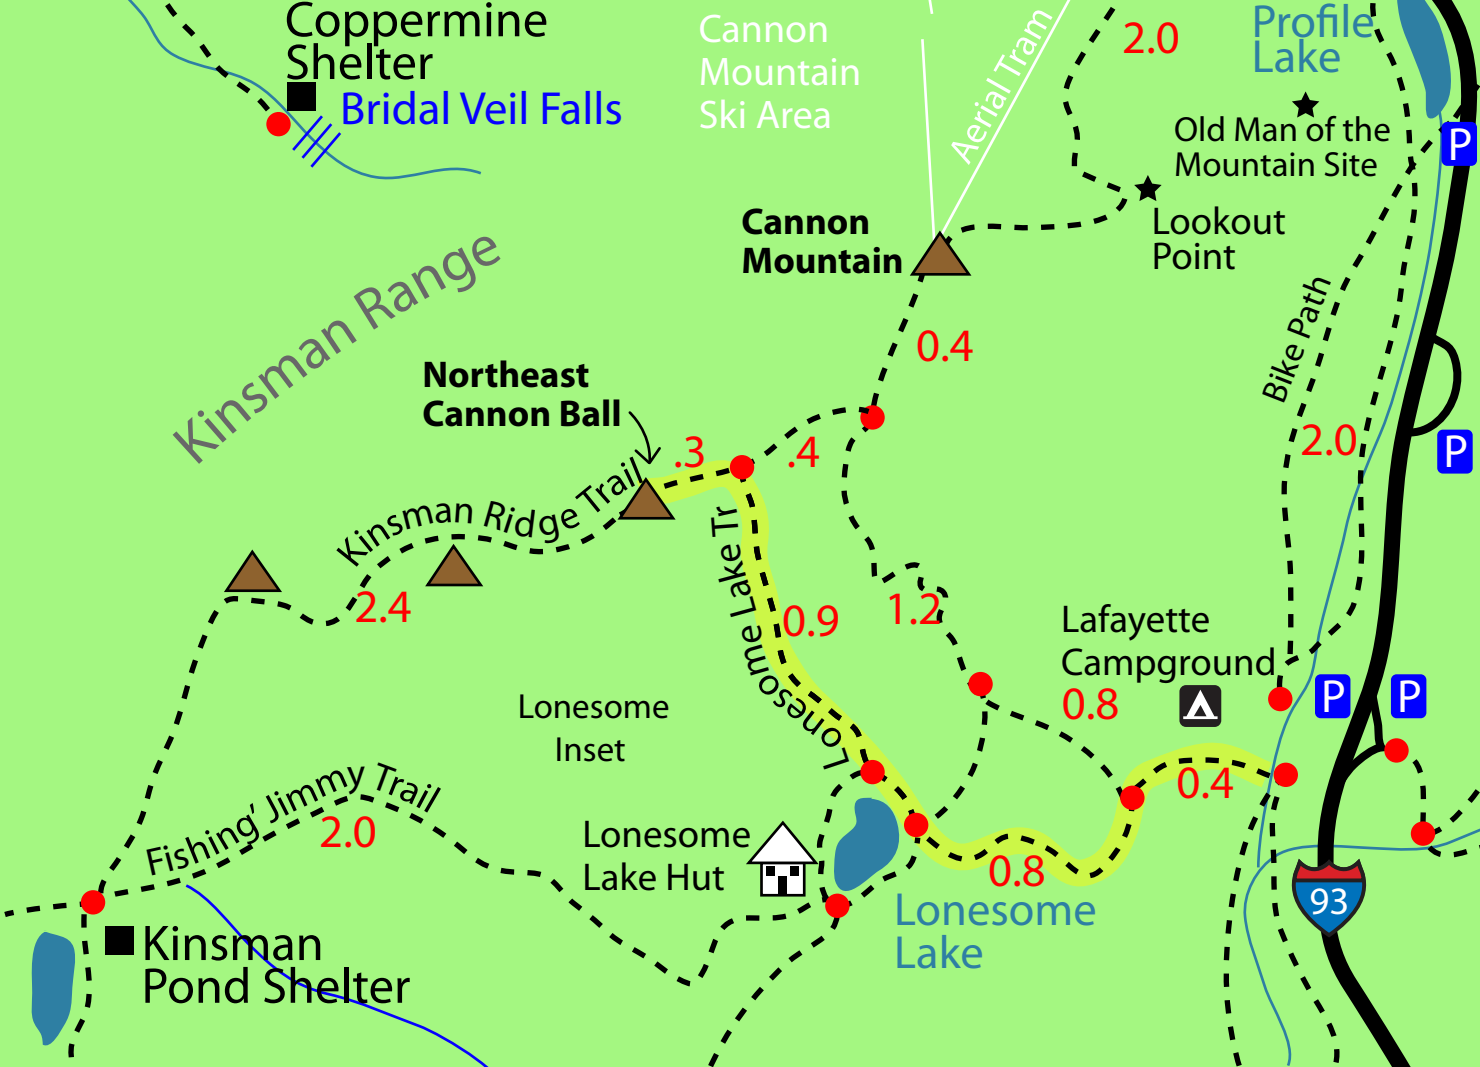 Coppermine
Shelter
Bridal Veil Falls
Cannon
Mountain
Ski Area
Aerial Tram
2.0
Profile
Lake
Old Man of the
Mountain Site
P
Lookout
Point
Cannon
Mountain
Kinsman Range
0.4
Bike Path
Northeast
Cannon Ball
.3
.4
2.0
P
Kinsman Ridge Trail
Lonesome Lake Tr
2.4
0.9
1.2
Lafayette
Campground
0.8
P
P
Lonesome
Inset
0.4
Fishing' Jimmy Trail
2.0
Lonesome
Lake Hut
0.8
93
Lonesome
Lake
Kinsman
Pond Shelter